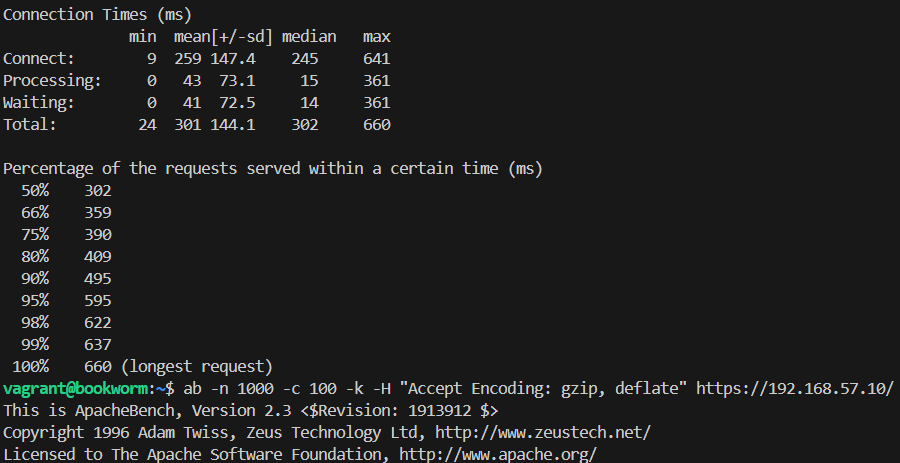 Connection Times (ms)
              min  mean[+/-sd] median   max
Connect:        9  259 147.4    245     641
Processing:     0   43  73.1     15     361
Waiting:        0   41  72.5     14     361
Total:         24  301 144.1    302     660

Percentage of the requests served within a certain time (ms)
  50%    302
  66%    359
  75%    390
  80%    409
  90%    495
  95%    595
  98%    622
  99%    637
 100%    660 (longest request)
vagrant@bookworm:~$ ab -n 1000 -c 100 -k -H "Accept Encoding: gzip, deflate" https://192.168.57.10/
This is ApacheBench, Version 2.3 <$Revision: 1913912 $>
Copyright 1996 Adam Twiss, Zeus Technology Ltd, http://www.zeustech.net/
Licensed to The Apache Software Foundation, http://www.apache.org/